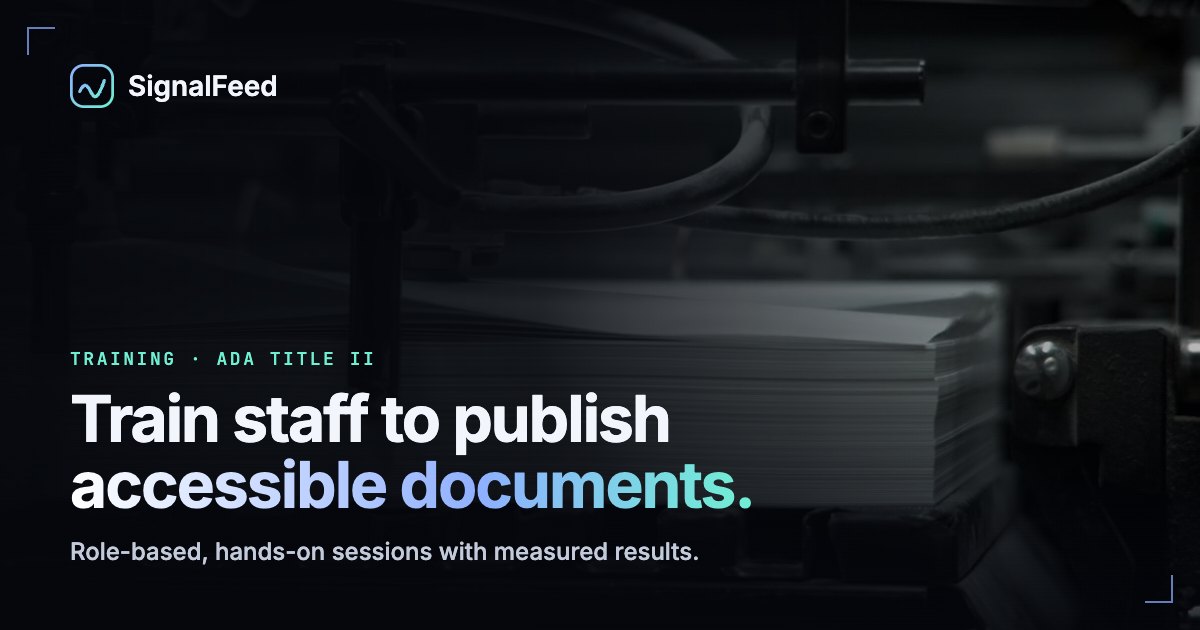 SignalFeed
TRAINING · ADA TITLE II
Train staff to publish
accessible documents.
Role-based, hands-on sessions with measured results.